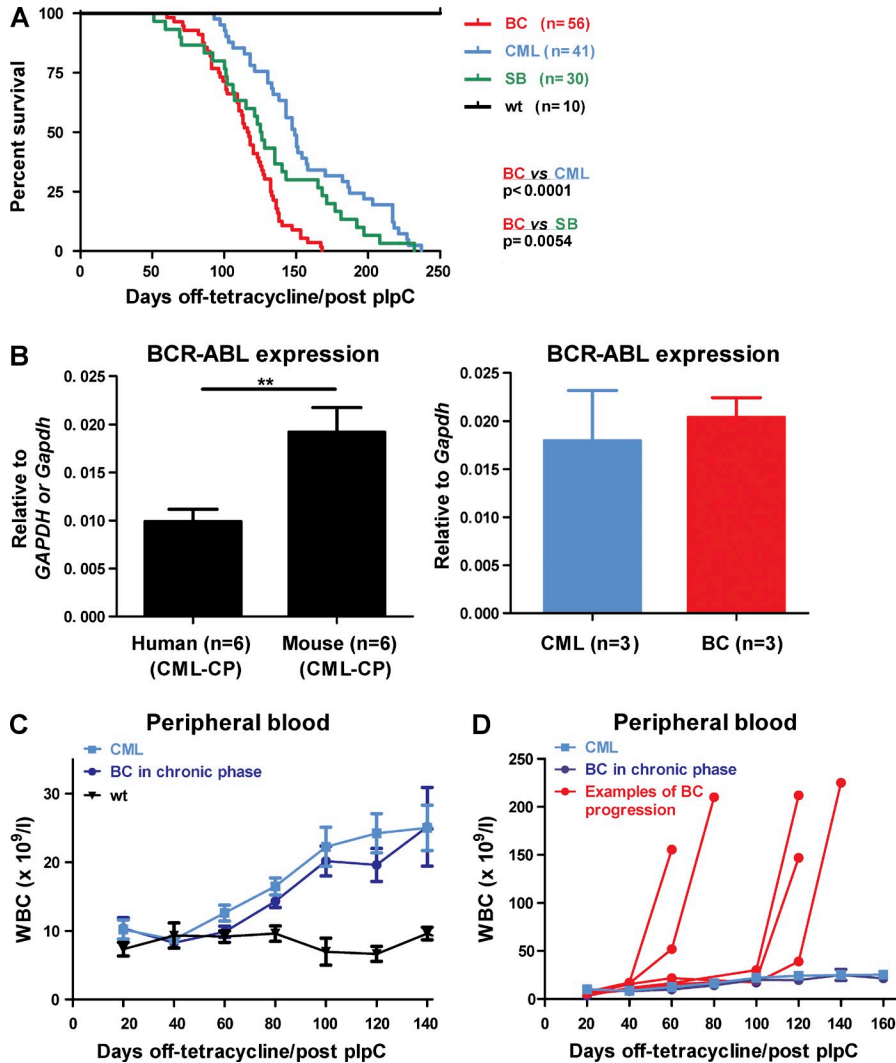 A
Percent survival
100
75
50
25
0
0 50 100 150 200 250
Days off-tetracycline/post pIpC
BC (n= 56)
CML (n= 41)
SB (n= 30)
wt (n= 10)
BC vs CML
p< 0.0001
BC vs SB
p= 0.0054
B
BCR-ABL expression
Relative to
GAPDH or Gapdh
0. 025
0. 020
0. 015
0. 010
0. 005
0. 000
**
Human (n=6) Mouse (n=6)
(CML-CP) (CML-CP)
BCR-ABL expression
Relative to Gapdh
0. 025
0. 020
0. 015
0. 010
0. 005
0. 000
CML (n=3) BC (n=3)
C
Peripheral blood
CML
BC in chronic phase
wt
WBC (x 10⁹/l)
30
20
10
0
0 20 40 60 80 100 120 140
Days off-tetracycline/post pIpC
D
Peripheral blood
CML
BC in chronic phase
Examples of BC
progression
WBC (x 10⁹/l)
250
200
150
100
50
0
0 20 40 60 80 100 120 140 160
Days off-tetracycline/post pIpC